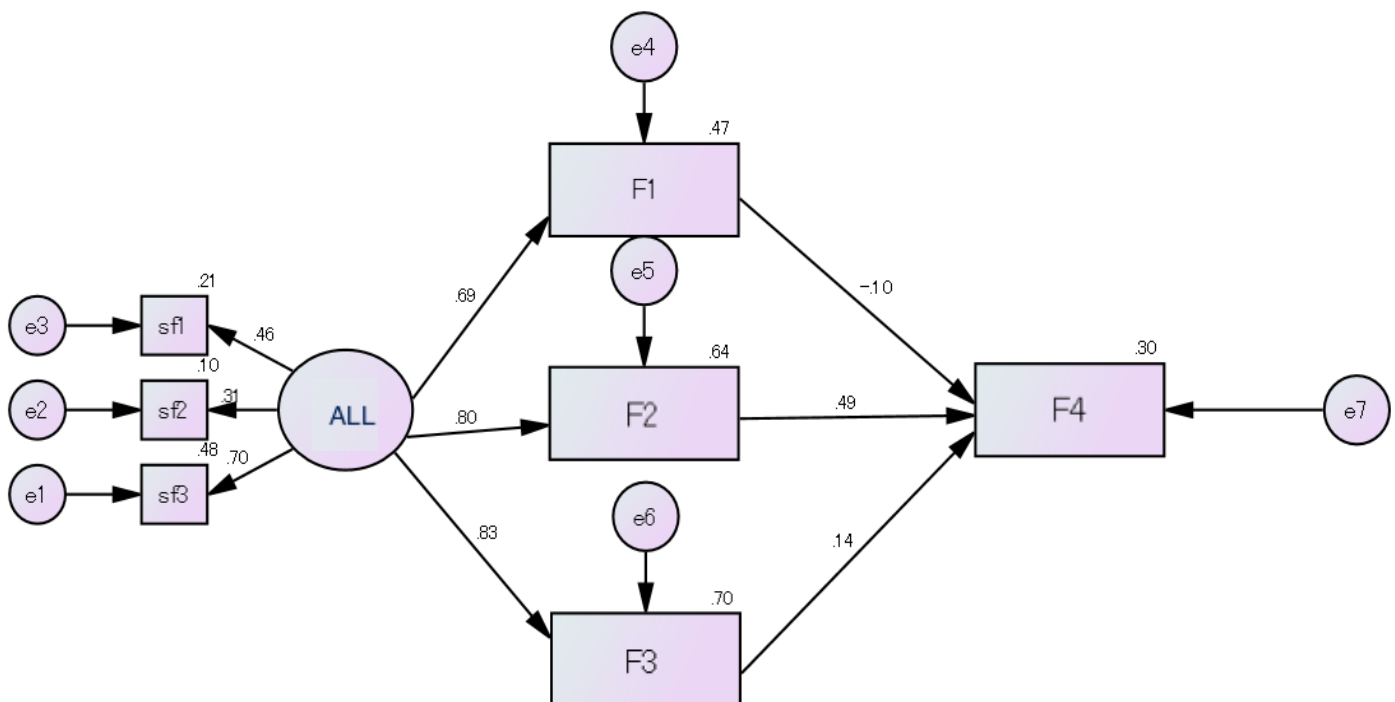 e4
.47
F1
e5
.69
-.10
.21
e3
sf1
.46
.64
.30
.10
e2
sf2
.31
ALL
.80
F2
.49
F4
e7
.48
.70
e1
sf3
e6
.83
.14
.70
F3